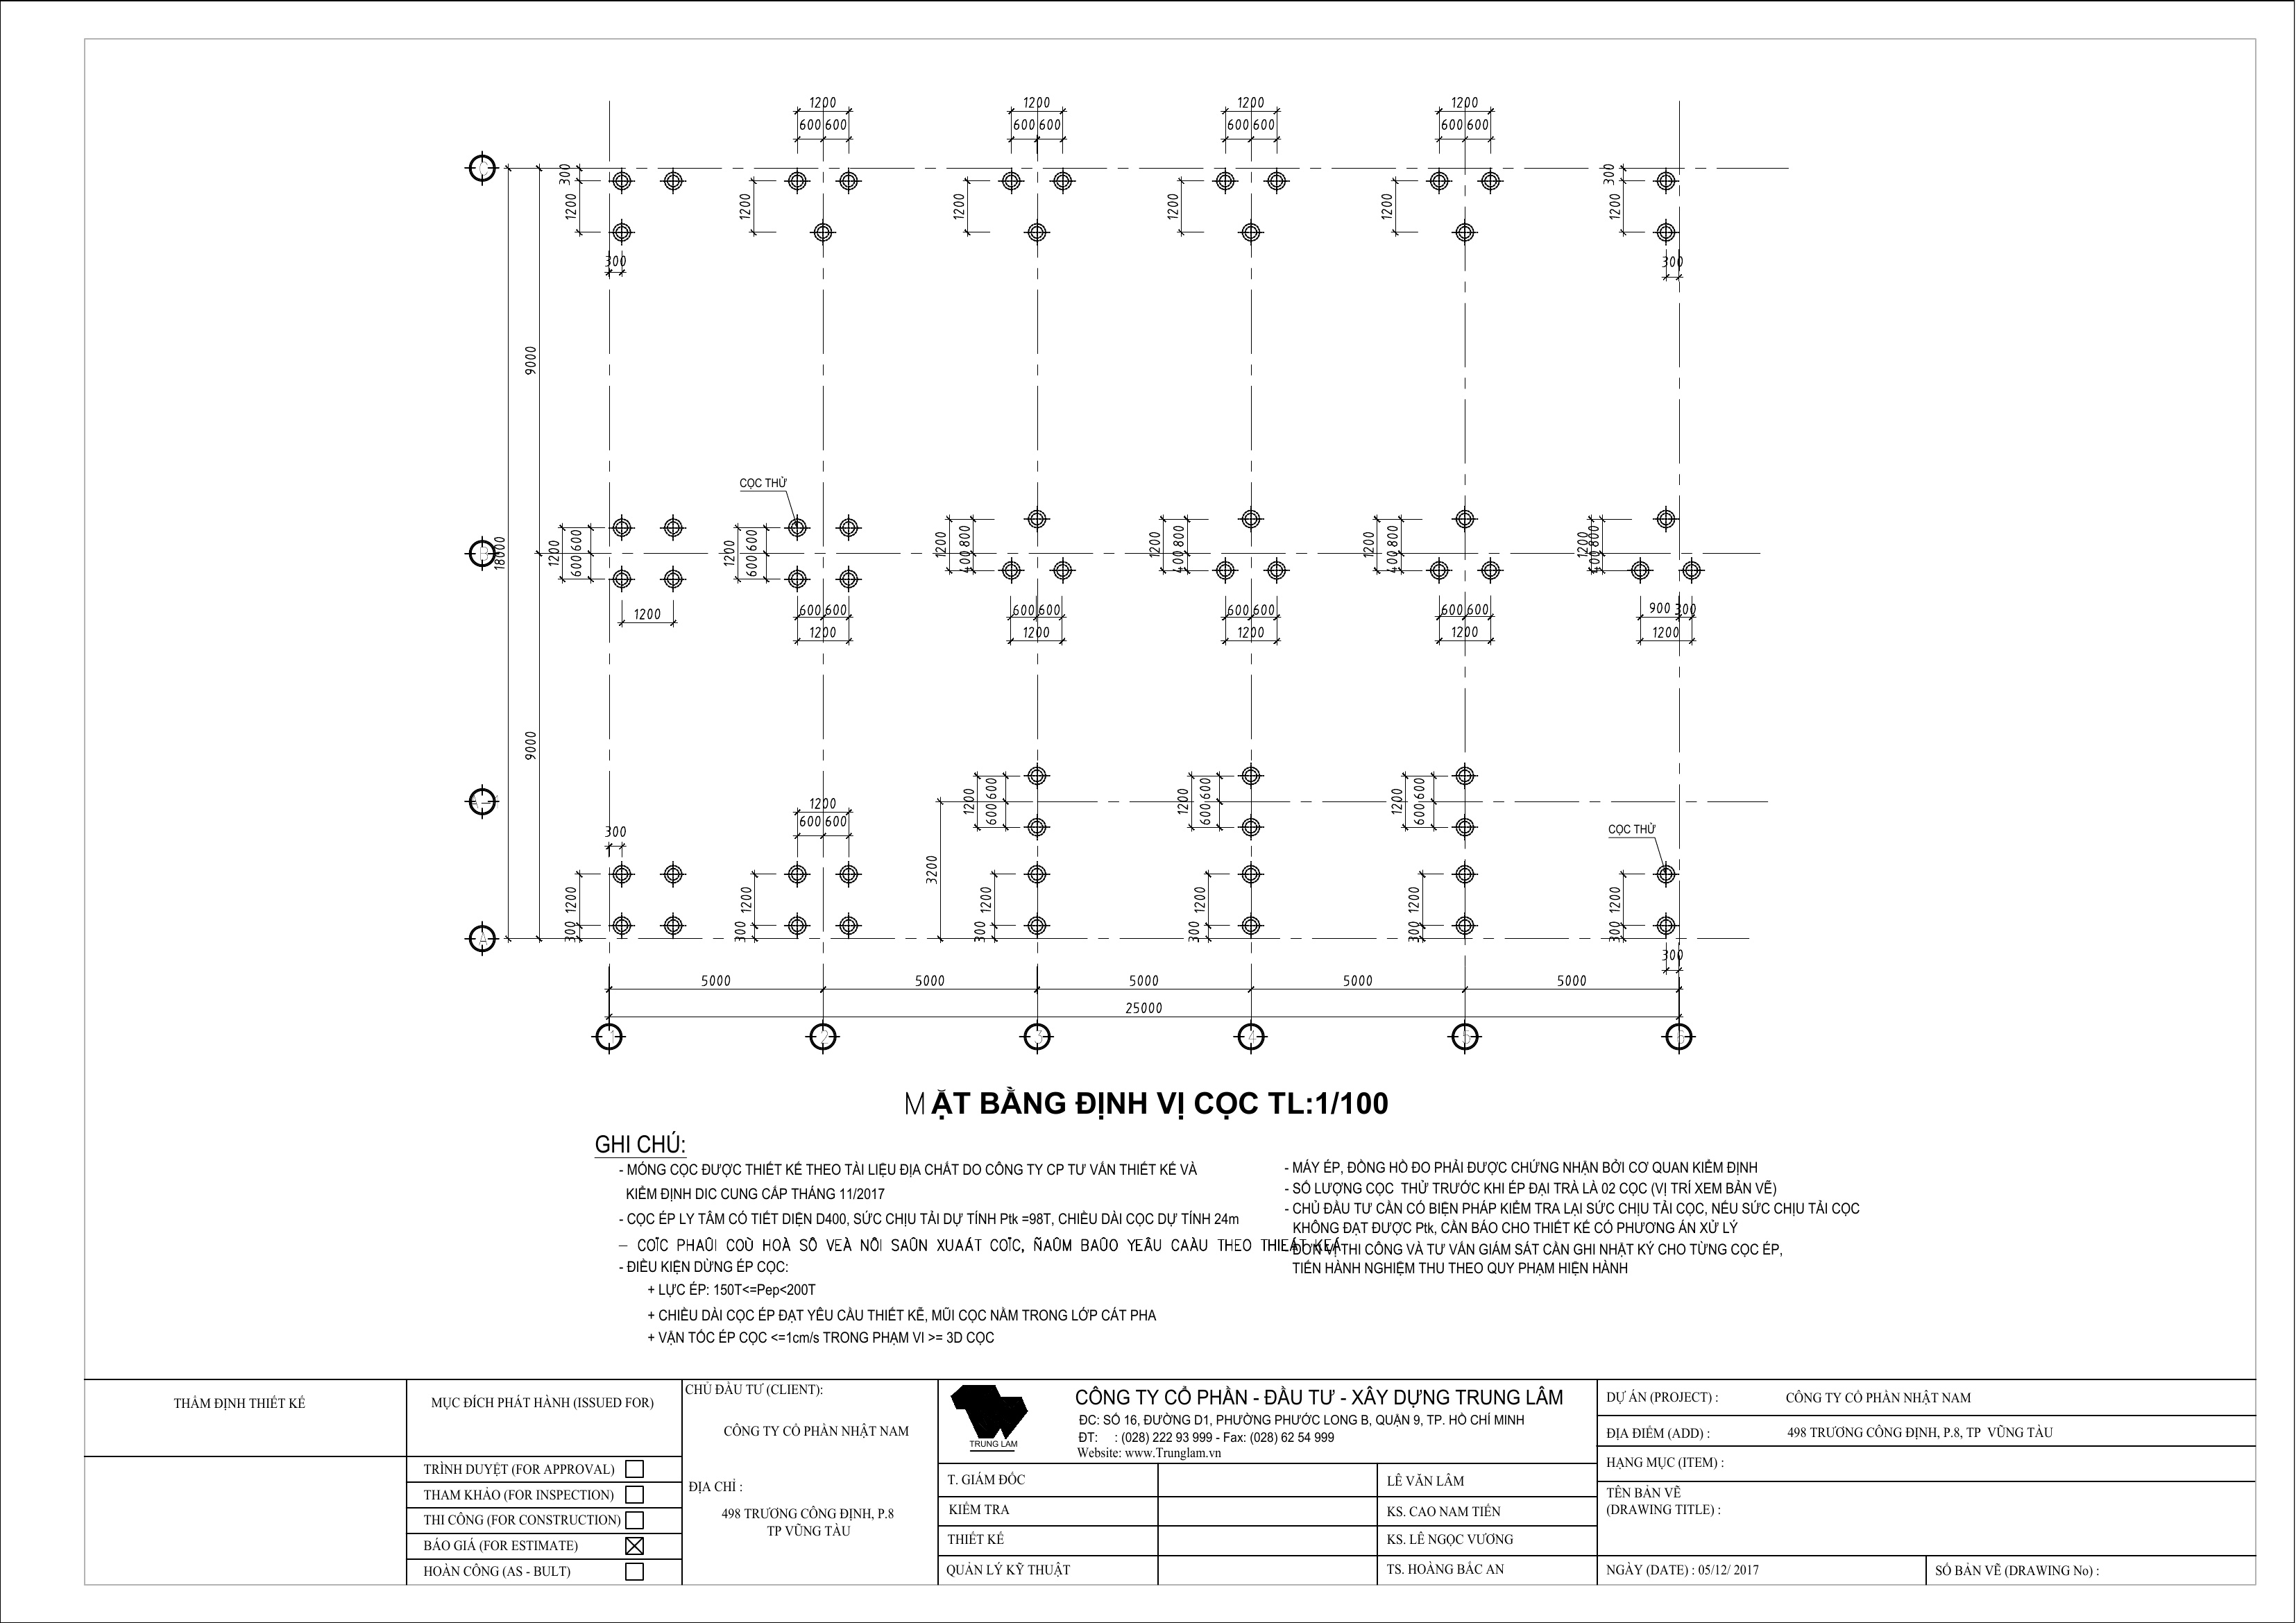 1200 1200 1200 1200
600 600 600 600 600 600 600 600
C
300 300
1200 1200 1200 1200 1200 1200
300 300
9000
CỌC THỬ
B
18000
1200 600 600 1200 600 600 1200 400 800 1200 400 800 1200 400 800 1200 400 800
1200 600 600 600 600 600 600 600 600 900 300
1200 1200 1200 1200 1200
9000
1200 600 600 1200 600 600 1200 600 600
1200
600 600
300
CỌC THỬ
3200
1200 1200 1200 1200 1200 1200
300 300 300 300 300 300
A
300
5000 5000 5000 5000 5000
25000
1 2 3 4 5 6
MẶT BẰNG ĐỊNH VỊ CỌC TL:1/100
GHI CHÚ:
- MÓNG CỌC ĐƯỢC THIẾT KẾ THEO TÀI LIỆU ĐỊA CHẤT DO CÔNG TY CP TƯ VẤN THIẾT KẾ VÀ
KIỂM ĐỊNH DIC CUNG CẤP THÁNG 11/2017
- CỌC ÉP LY TÂM CÓ TIẾT DIỆN D400, SỨC CHỊU TẢI DỰ TÍNH Ptk =98T, CHIỀU DÀI CỌC DỰ TÍNH 24m
- COÏC PHAÛI COÙ HOÀ SÔ VEÀ NÔI SAÛN XUAÁT COÏC, ÑAÛM BAÛO YEÂU CAÀU THEO THIEÁT KEÁ
- ĐIỀU KIỆN DỪNG ÉP CỌC:
+ LỰC ÉP: 150T<=Pep<200T
+ CHIỀU DÀI CỌC ÉP ĐẠT YÊU CẦU THIẾT KẾ, MŨI CỌC NẰM TRONG LỚP CÁT PHA
+ VẬN TỐC ÉP CỌC <=1cm/s TRONG PHẠM VI >= 3D CỌC
- MÁY ÉP, ĐỒNG HỒ ĐO PHẢI ĐƯỢC CHỨNG NHẬN BỞI CƠ QUAN KIỂM ĐỊNH
- SỐ LƯỢNG CỌC THỬ TRƯỚC KHI ÉP ĐẠI TRÀ LÀ 02 CỌC (VỊ TRÍ XEM BẢN VẼ)
- CHỦ ĐẦU TƯ CẦN CÓ BIỆN PHÁP KIỂM TRA LẠI SỨC CHỊU TẢI CỌC, NẾU SỨC CHỊU TẢI CỌC
KHÔNG ĐẠT ĐƯỢC Ptk, CẦN BÁO CHO THIẾT KẾ CÓ PHƯƠNG ÁN XỬ LÝ
- ĐƠN VỊ THI CÔNG VÀ TƯ VẤN GIÁM SÁT CẦN GHI NHẬT KÝ CHO TỪNG CỌC ÉP,
TIẾN HÀNH NGHIỆM THU THEO QUY PHẠM HIỆN HÀNH
THẨM ĐỊNH THIẾT KẾ
MỤC ĐÍCH PHÁT HÀNH (ISSUED FOR)
TRÌNH DUYỆT (FOR APPROVAL)
THAM KHẢO (FOR INSPECTION)
THI CÔNG (FOR CONSTRUCTION)
BÁO GIÁ (FOR ESTIMATE)
HOÀN CÔNG (AS - BULT)
CHỦ ĐẦU TƯ (CLIENT):
CÔNG TY CỔ PHẦN NHẬT NAM
ĐỊA CHỈ :
498 TRƯƠNG CÔNG ĐỊNH, P.8
TP VŨNG TÀU
TRUNG LAM
CÔNG TY CỔ PHẦN - ĐẦU TƯ - XÂY DỰNG TRUNG LÂM
ĐC: SỐ 16, ĐƯỜNG D1, PHƯỜNG PHƯỚC LONG B, QUẬN 9, TP. HỒ CHÍ MINH
ĐT: : (028) 222 93 999 - Fax: (028) 62 54 999
Website: www.Trunglam.vn
T. GIÁM ĐỐC LÊ VĂN LÂM
KIỂM TRA KS. CAO NAM TIẾN
THIẾT KẾ KS. LÊ NGỌC VƯƠNG
QUẢN LÝ KỸ THUẬT TS. HOÀNG BẮC AN
DỰ ÁN (PROJECT) : CÔNG TY CỔ PHẦN NHẬT NAM
ĐỊA ĐIỂM (ADD) : 498 TRƯƠNG CÔNG ĐỊNH, P.8, TP VŨNG TÀU
HẠNG MỤC (ITEM) :
TÊN BẢN VẼ
(DRAWING TITLE) :
NGÀY (DATE) : 05/12/ 2017
SỐ BẢN VẼ (DRAWING No) :